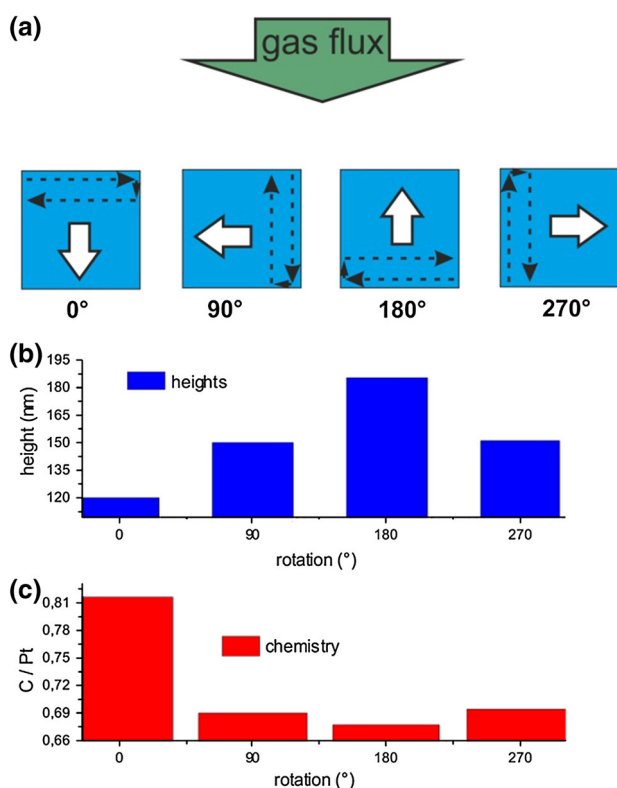 (a)
gas flux
0° 90° 180° 270°
(b)
195
180
165
150
135
120
height (nm)
heights
0 90 180 270
rotation (°)
(c)
0,81
0,78
0,75
0,72
0,69
0,66
C / Pt
chemistry
0 90 180 270
rotation (°)